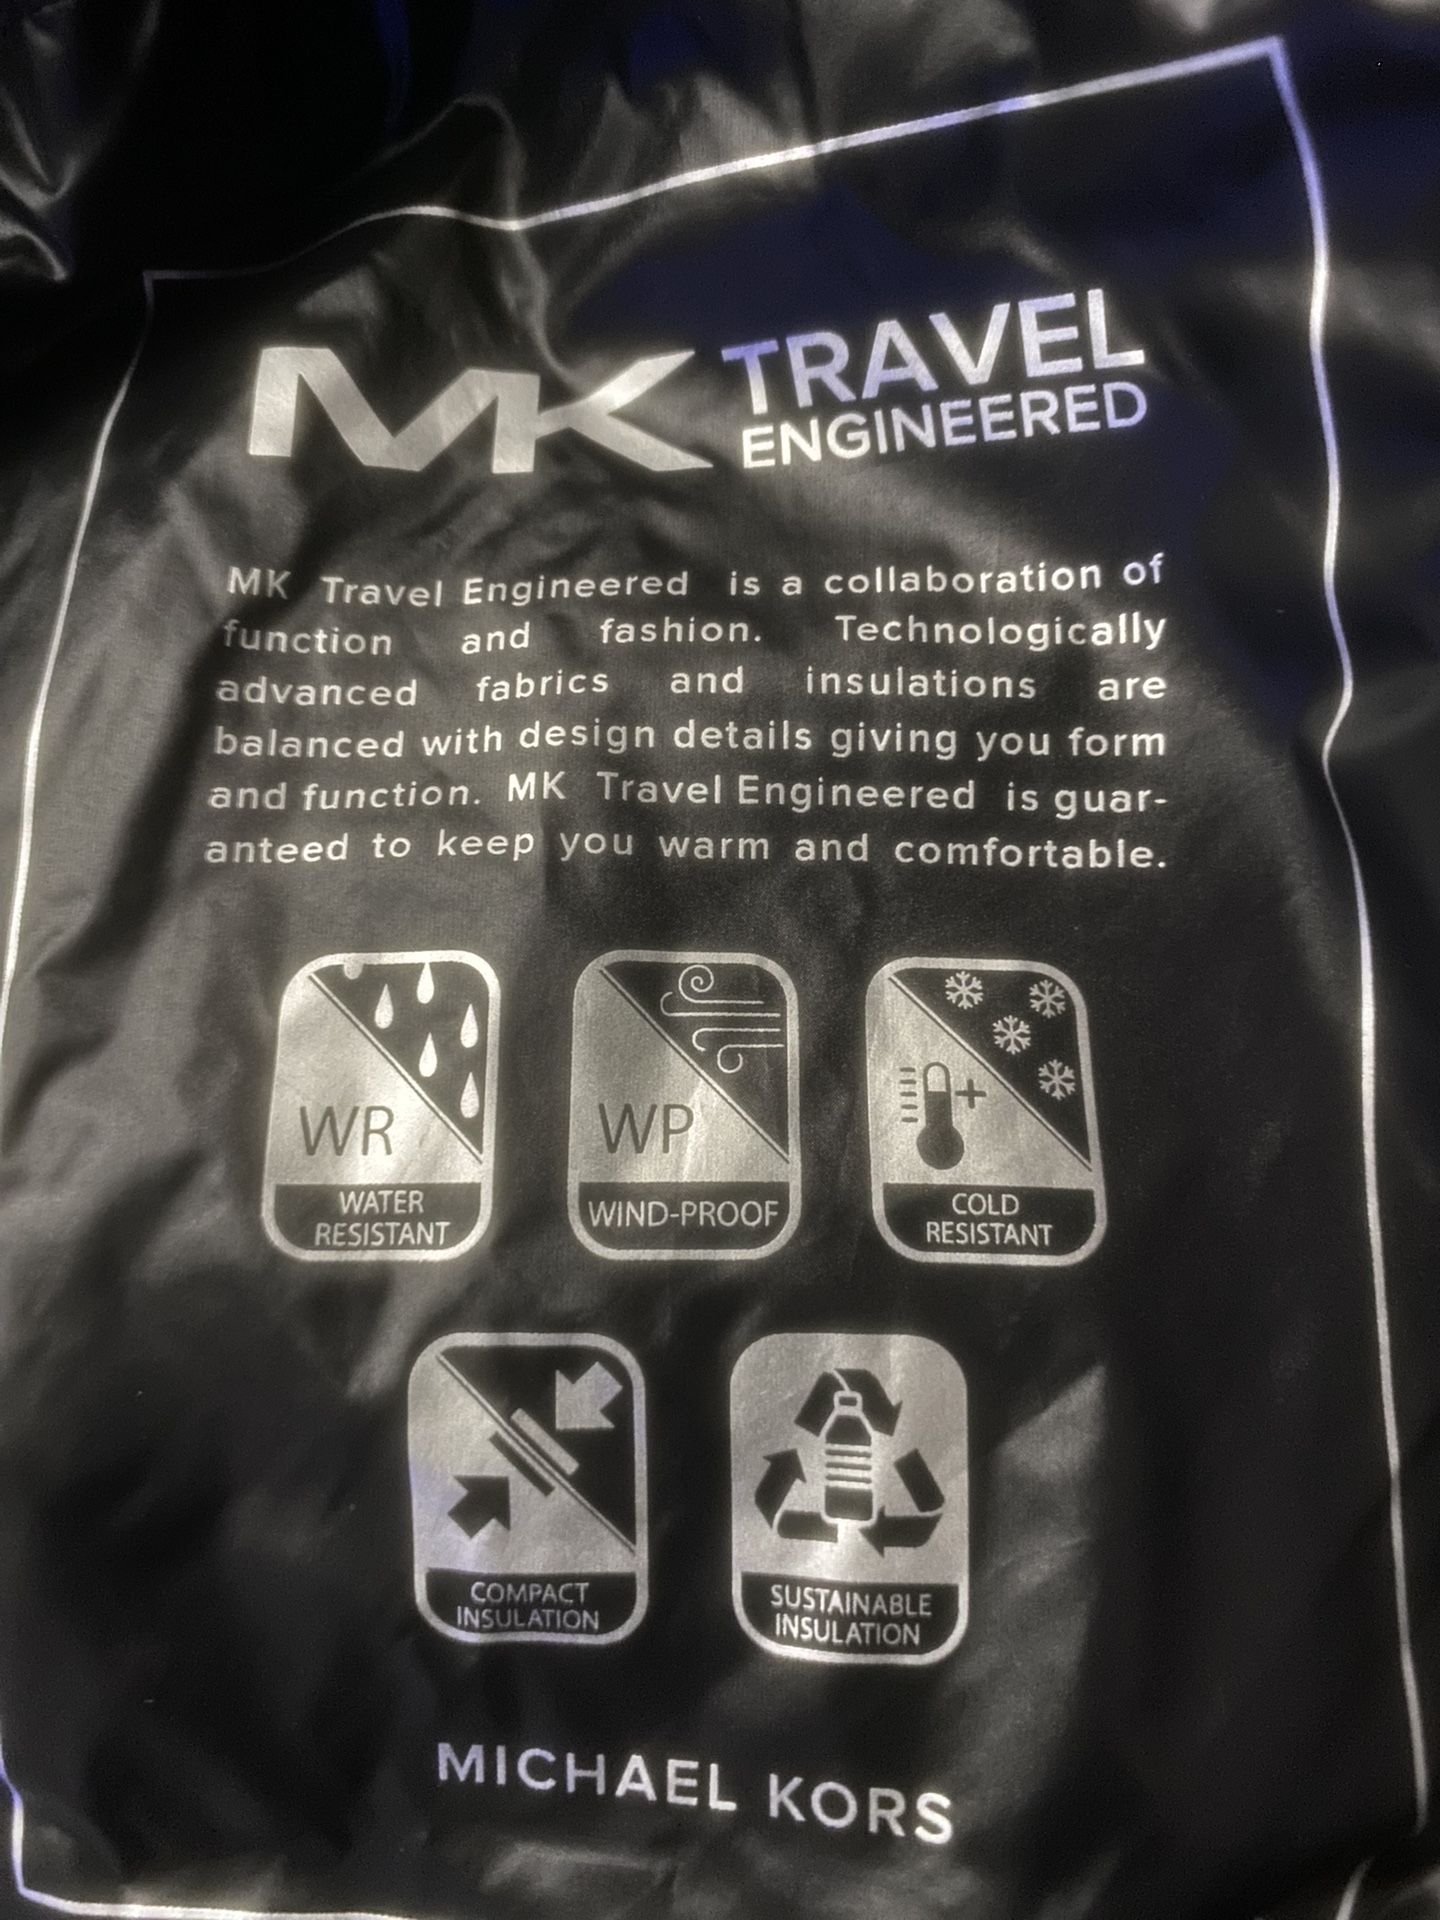 MK TRAVEL
ENGINEERED
MK Travel Engineered is a collaboration of
function and fashion. Technologically
advanced fabrics and insulations are
balanced with design details giving you form
and function. MK Travel Engineered is guar-
anteed to keep you warm and comfortable.
WR
WATER
RESISTANT
WP
WIND-PROOF
+
COLD
RESISTANT
COMPACT
INSULATION
SUSTAINABLE
INSULATION
MICHAEL KORS